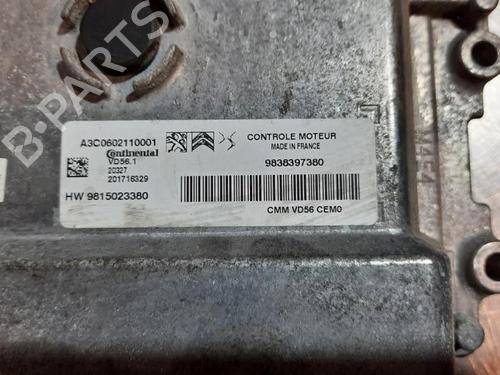 B-PARTS
A3C0602110001
Continental
VD56.1
20327
201716329
HW 9815023380
CONTROLE MOTEUR
MADE IN FRANCE
9838397380
CMM VD56 CEM0